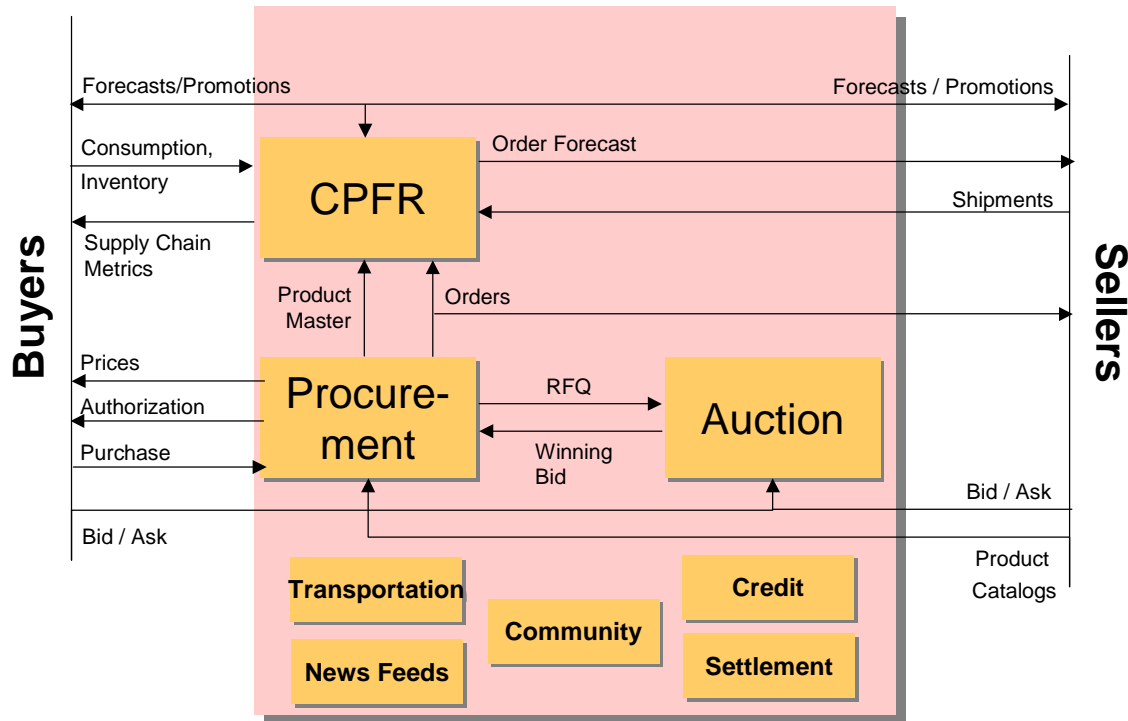 Forecasts/Promotions
Forecasts / Promotions
Consumption,
Inventory
CPFR
Order Forecast
Shipments
Supply Chain
Metrics
Buyers
Sellers
Product
Master
Orders
Prices
Authorization
Purchase
Procure-
ment
RFQ
Winning
Bid
Auction
Bid / Ask
Bid / Ask
Product
Catalogs
Transportation
Credit
Community
News Feeds
Settlement